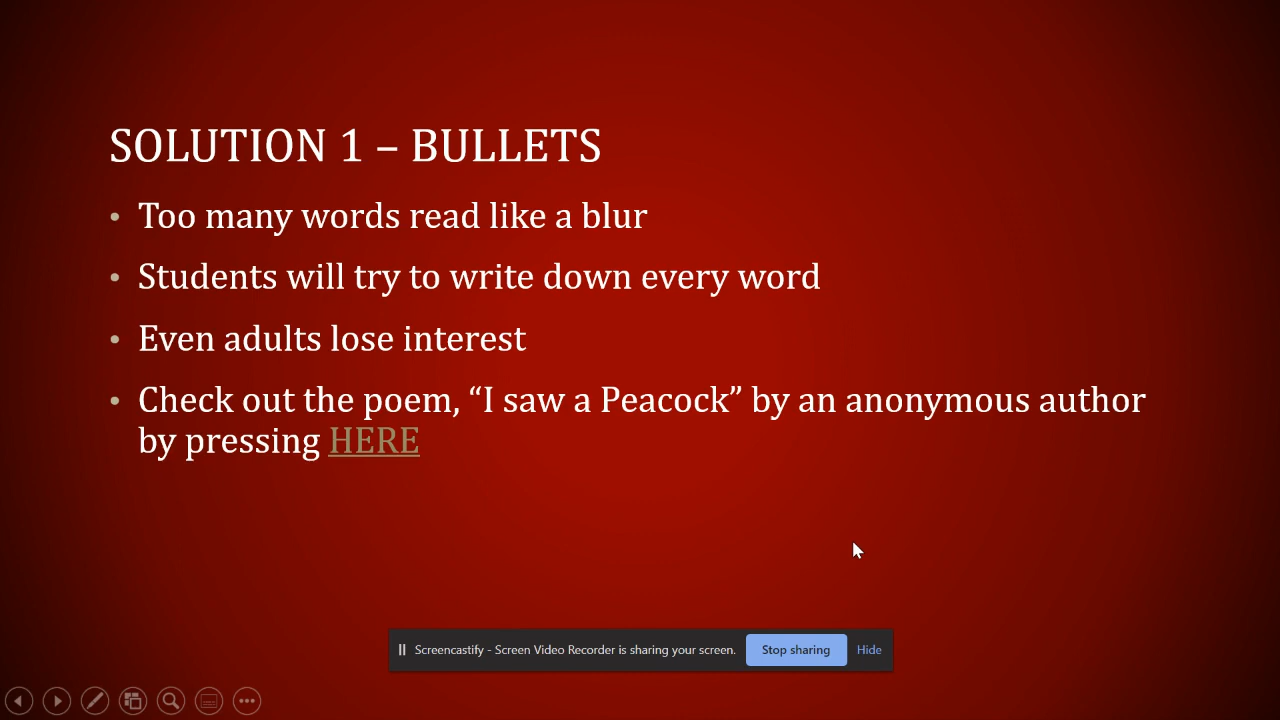 SOLUTION 1 – BULLETS
• Too many words read like a blur
• Students will try to write down every word
• Even adults lose interest
• Check out the poem, “I saw a Peacock” by an anonymous author
by pressing HERE
Screencastify - Screen Video Recorder is sharing your screen. Stop sharing Hide